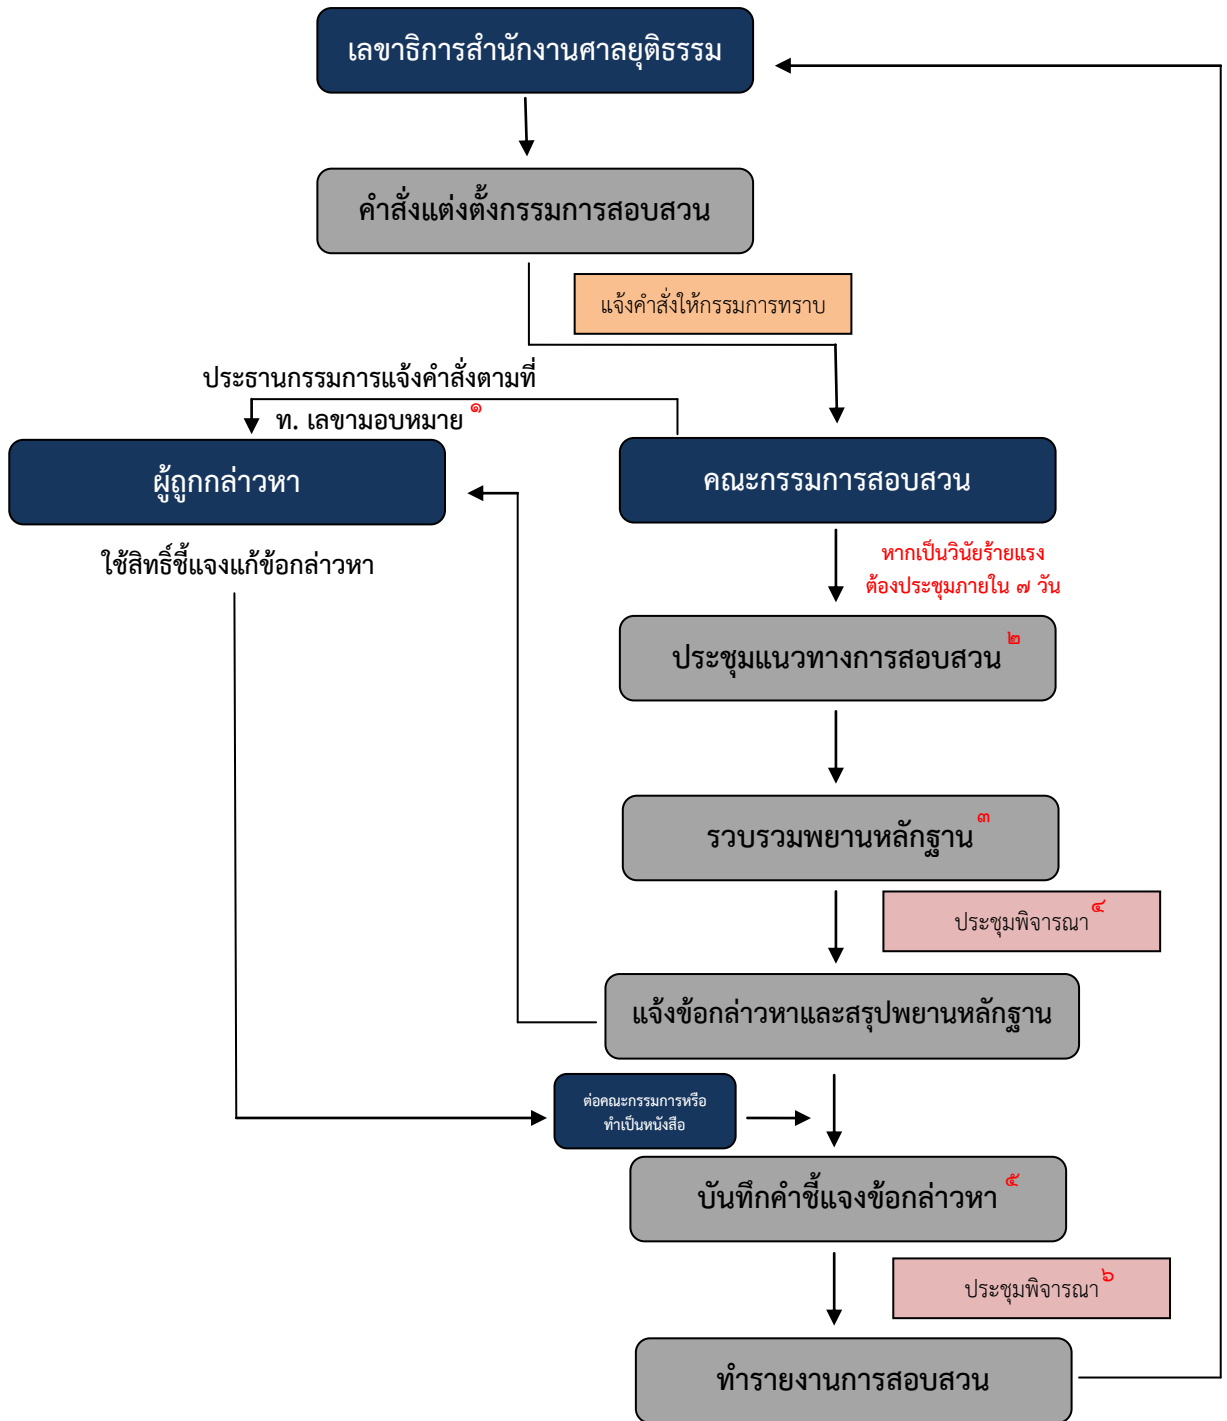 เลขาธิการสำนักงานศาลยุติธรรม
คำสั่งแต่งตั้งกรรมการสอบสวน
แจ้งคำสั่งให้กรรมการทราบ
ประธานกรรมการแจ้งคำสั่งตามที่
ท. เลขามอบหมาย ๑
ผู้ถูกกล่าวหา
คณะกรรมการสอบสวน
ใช้สิทธิ์ชี้แจงแก้ข้อกล่าวหา
หากเป็นวินัยร้ายแรง
ต้องประชุมภายใน ๗ วัน
ประชุมแนวทางการสอบสวน ๒
รวบรวมพยานหลักฐาน ๓
ประชุมพิจารณา ๔
แจ้งข้อกล่าวหาและสรุปพยานหลักฐาน
ต่อคณะกรรมการหรือ
ทำเป็นหนังสือ
บันทึกคำชี้แจงข้อกล่าวหา ๕
ประชุมพิจารณา ๖
ทำรายงานการสอบสวน